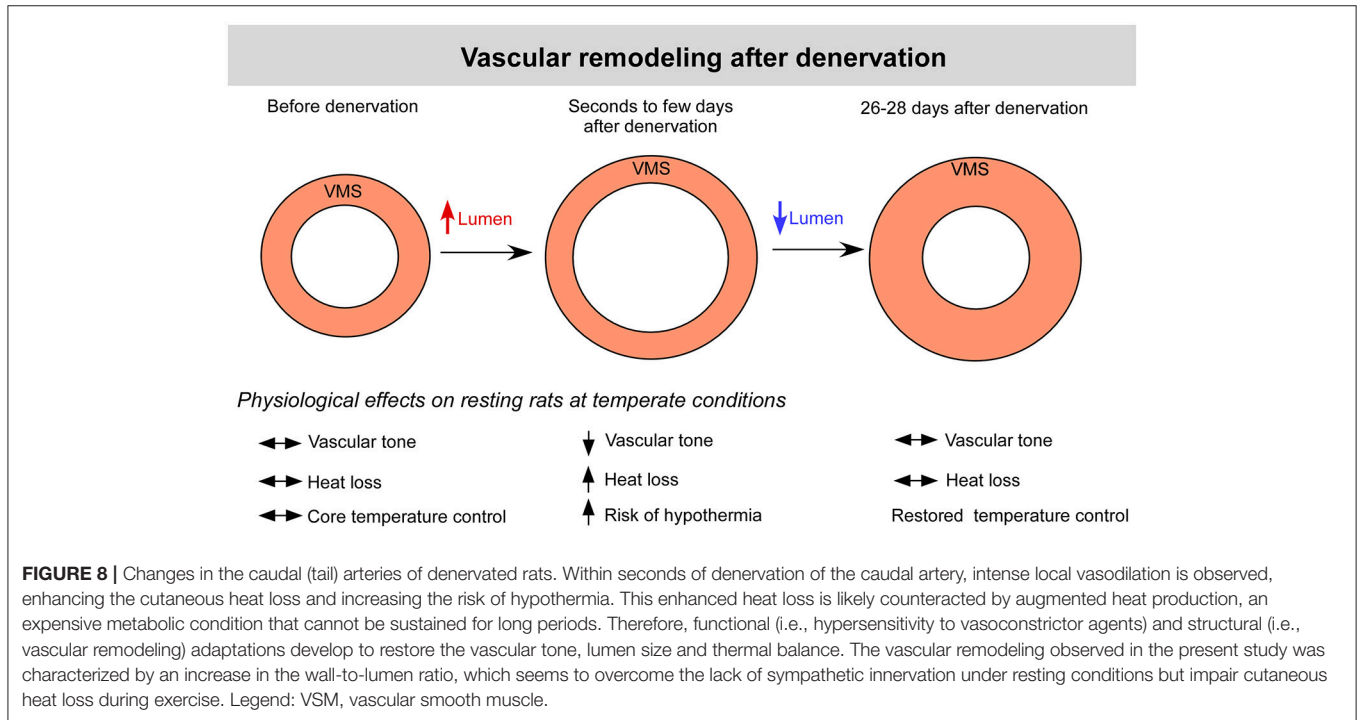 Vascular remodeling after denervation
Before denervation
Seconds to few days
after denervation
26-28 days after denervation
VMS
Lumen
VMS
Lumen
VMS
Physiological effects on resting rats at temperate conditions
Vascular tone
Heat loss
Core temperature control
Vascular tone
Heat loss
Risk of hypothermia
Vascular tone
Heat loss
Restored temperature control
FIGURE 8 | Changes in the caudal (tail) arteries of denervated rats. Within seconds of denervation of the caudal artery, intense local vasodilation is observed,
enhancing the cutaneous heat loss and increasing the risk of hypothermia. This enhanced heat loss is likely counteracted by augmented heat production, an
expensive metabolic condition that cannot be sustained for long periods. Therefore, functional (i.e., hypersensitivity to vasoconstrictor agents) and structural (i.e.,
vascular remodeling) adaptations develop to restore the vascular tone, lumen size and thermal balance. The vascular remodeling observed in the present study was
characterized by an increase in the wall-to-lumen ratio, which seems to overcome the lack of sympathetic innervation under resting conditions but impair cutaneous
heat loss during exercise. Legend: VSM, vascular smooth muscle.